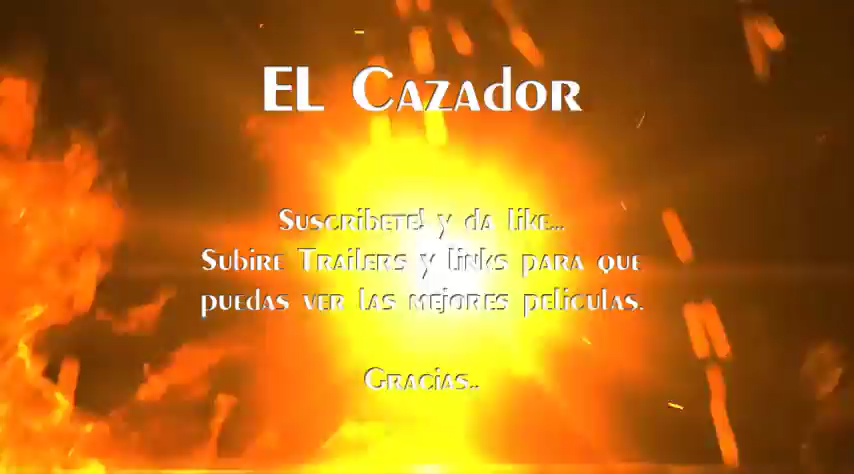 EL Cazador
Suscribete! y da like...
Subire Trailers y links para que
puedas ver las mejores peliculas.
Gracias..